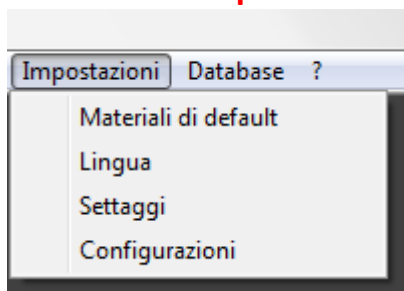 Impostazioni Database ?
Materiali di default
Lingua
Settaggi
Configurazioni